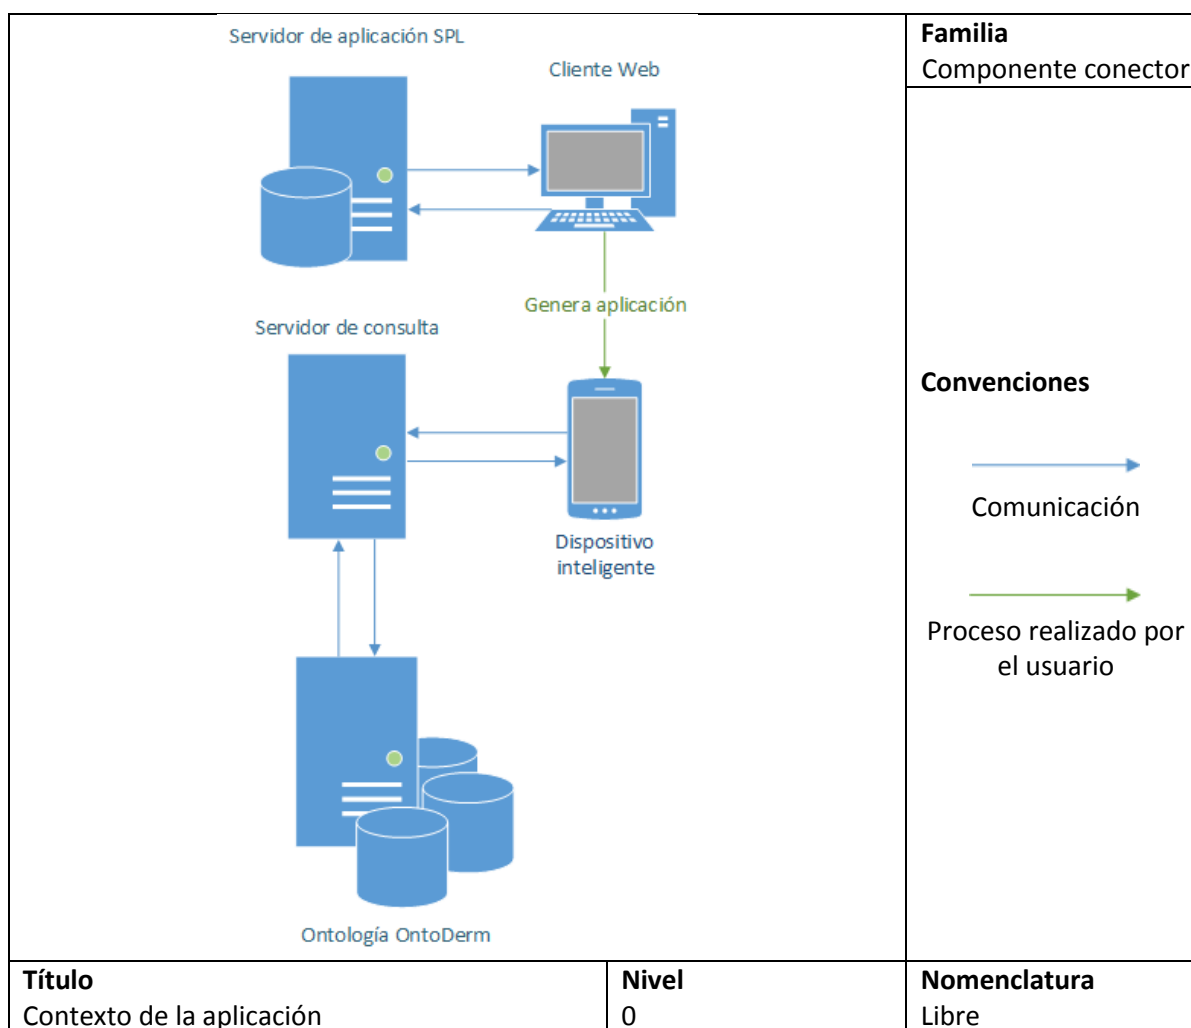 Servidor de aplicación SPL
Cliente Web
Genera aplicación
Servidor de consulta
Dispositivo
inteligente
Ontología OntoDerm
Familia
Componente conector
Convenciones
Comunicación
Proceso realizado por
el usuario
Título
Contexto de la aplicación
Nivel
0
Nomenclatura
Libre